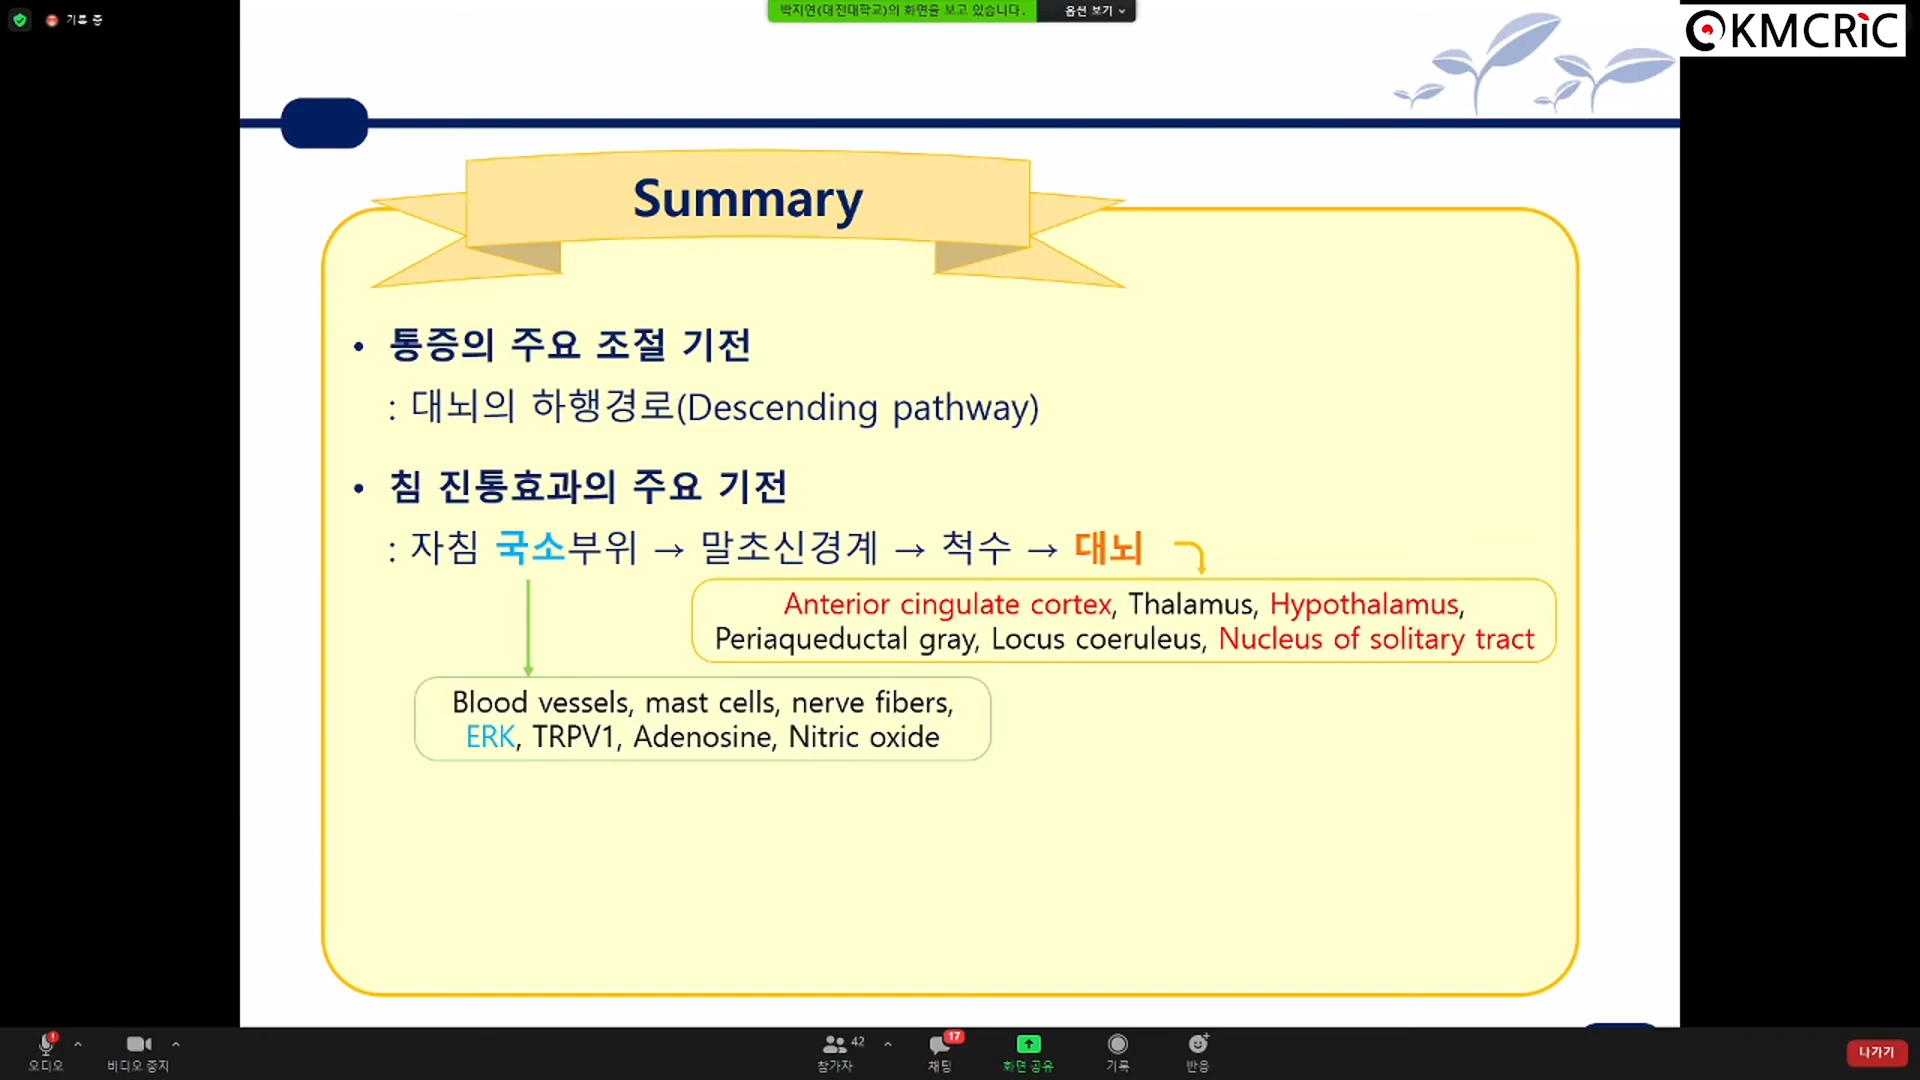 기록 중
박지연(대전대학교)의 화면을 보고 있습니다.
옵션 보기
KMCRiC
Summary
• 통증의 주요 조절 기전
: 대뇌의 하행경로(Descending pathway)
• 침 진통효과의 주요 기전
: 자침 국소부위 → 말초신경계 → 척수 → 대뇌
Anterior cingulate cortex, Thalamus, Hypothalamus,
Periaqueductal gray, Locus coeruleus, Nucleus of solitary tract
Blood vessels, mast cells, nerve fibers,
ERK, TRPV1, Adenosine, Nitric oxide
오디오
비디오 중지
42
참가자
17
채팅
화면 공유
기록
반응
나가기